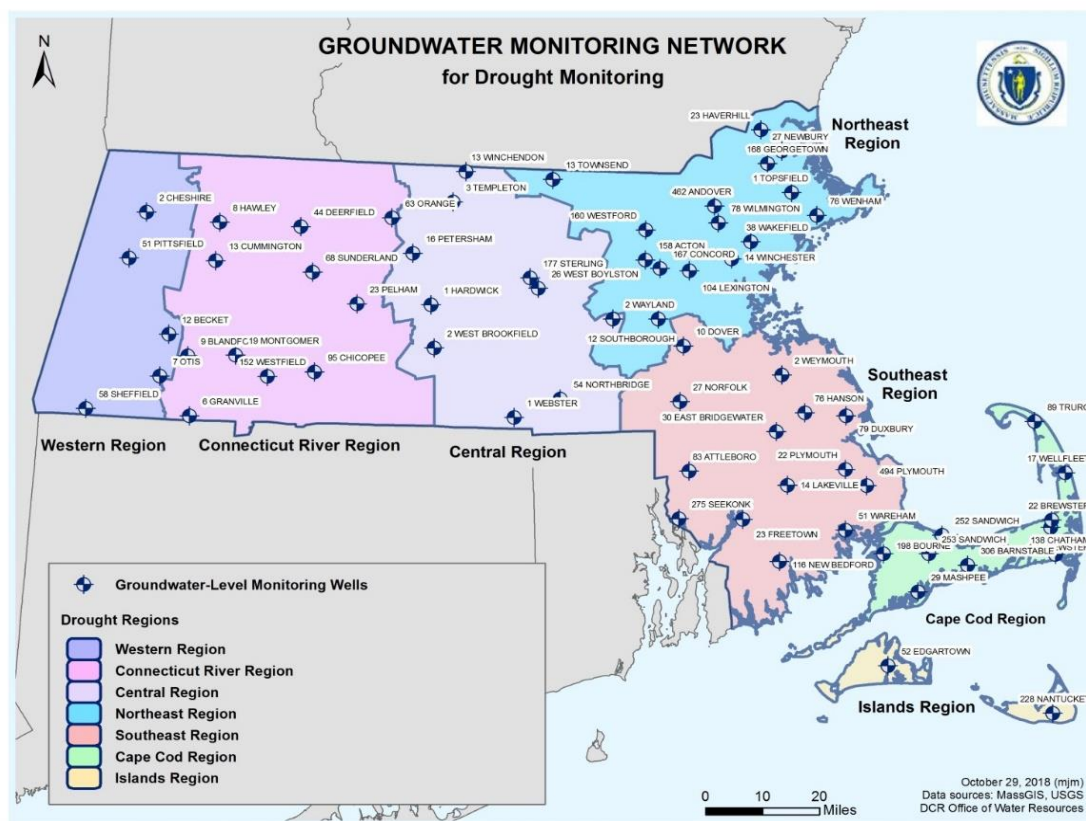 GROUNDWATER MONITORING NETWORK
for Drought Monitoring
N
23 HAVERHILL
27 NEWBURY
168 GEORGETOWN
Northeast
Region
13 WINCHENDON
13 TOWNSEND
1 TOPSFIELD
3 TEMPLETON
462 ANDOVER
76 WENHAM
2 CHESHIRE
63 ORANGE
8 HAWLEY
44 DEERFIELD
78 WILMINGTON
160 WESTFORD
38 WAKEFIELD
51 PITTSFIELD
16 PETERSHAM
158 ACTON
13 CUMMINGTON
167 CONCORD
14 WINCHESTER
68 SUNDERLAND
177 STERLING
26 WEST BOYLSTON
104 LEXINGTON
23 PELHAM
1 HARDWICK
2 WAYLAND
12 BECKET
2 WEST BROOKFIELD
10 DOVER
9 BLANDFO
19 MONTGOMER
12 SOUTHBOROUGH
7 OTIS
152 WESTFIELD
95 CHICOPEE
2 WEYMOUTH
54 NORTHBRIDGE
27 NORFOLK
Southeast
Region
58 SHEFFIELD
6 GRANVILLE
1 WEBSTER
30 EAST BRIDGEWATER
76 HANSON
79 DUXBURY
89 TRURO
Western Region
Connecticut River Region
Central Region
83 ATTLEBORO
22 PLYMOUTH
494 PLYMOUTH
17 WELLFLEET
14 LAKEVILLE
275 SEEKONK
51 WAREHAM
22 BREWSTER
252 SANDWICH
23 FREETOWN
253 SANDWICH
138 CHATHAM
198 BOURNE
306 BARNSTABLE
116 NEW BEDFORD
29 MASHPEE
Cape Cod Region
52 EDGARTOWN
228 NANTUCKET
Islands Region
Groundwater-Level Monitoring Wells
Drought Regions
Western Region
Connecticut River Region
Central Region
Northeast Region
Southeast Region
Cape Cod Region
Islands Region
0 10 20
Miles
October 29, 2018 (mjm)
Data sources: MassGIS, USGS
DCR Office of Water Resources